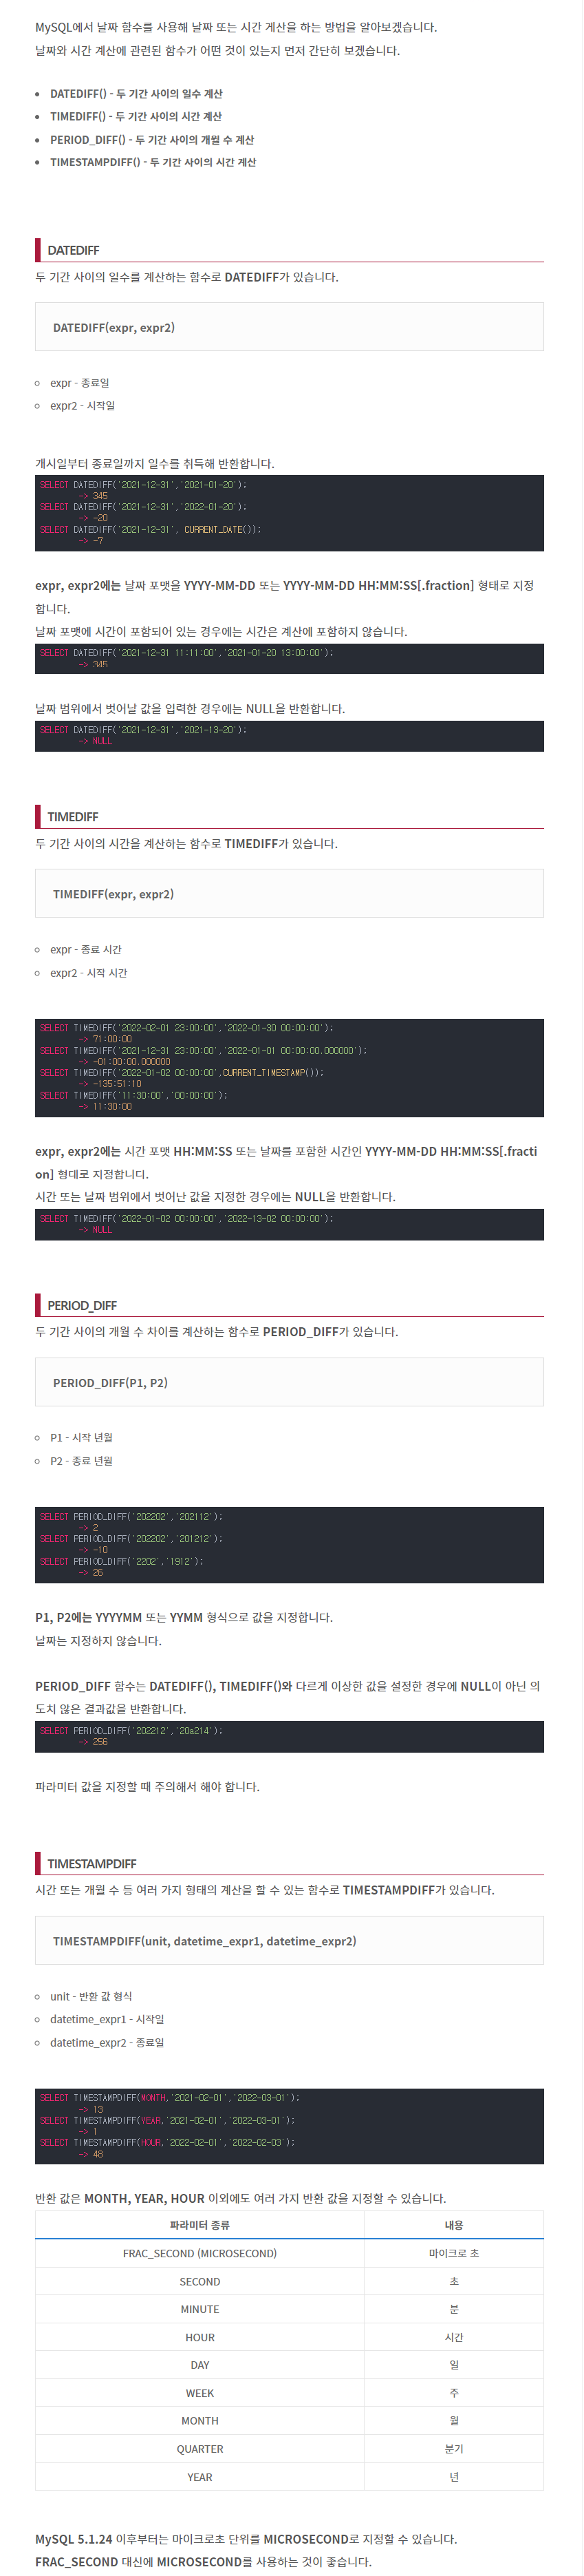 MySQL에서 날짜 함수를 사용해 날짜 또는 시간 계산을 하는 방법을 알아보겠습니다.
날짜와 시간 계산에 관련된 함수가 어떤 것이 있는지 먼저 간단히 보겠습니다.
• DATEDIFF() - 두 기간 사이의 일수 계산
• TIMEDIFF() - 두 기간 사이의 시간 계산
• PERIOD_DIFF() - 두 기간 사이의 개월 수 계산
• TIMESTAMPDIFF() - 두 기간 사이의 시간 계산
DATEDIFF
두 기간 사이의 일수를 계산하는 함수로 DATEDIFF가 있습니다.
DATEDIFF(expr, expr2)
○ expr - 종료일
○ expr2 - 시작일
개시일부터 종료일까지 일수를 취득해 반환합니다.
SELECT DATEDIFF('2021-12-31','2021-01-20');
-> 345
SELECT DATEDIFF('2021-12-31','2022-01-20');
-> -20
SELECT DATEDIFF('2021-12-31', CURRENT_DATE());
-> -7
expr, expr2에는 날짜 포맷을 YYYY-MM-DD 또는 YYYY-MM-DD HH:MM:SS[.fraction] 형태로 지정
합니다.
날짜 포맷에 시간이 포함되어 있는 경우에는 시간은 계산에 포함하지 않습니다.
SELECT DATEDIFF('2021-12-31 11:11:00','2021-01-20 13:00:00');
-> 345
날짜 범위에서 벗어날 값을 입력한 경우에는 NULL을 반환합니다.
SELECT DATEDIFF('2021-12-31','2021-13-20');
-> NULL
TIMEDIFF
두 기간 사이의 시간을 계산하는 함수로 TIMEDIFF가 있습니다.
TIMEDIFF(expr, expr2)
○ expr - 종료 시간
○ expr2 - 시작 시간
SELECT TIMEDIFF('2022-02-01 23:00:00','2022-01-30 00:00:00');
-> 71:00:00
SELECT TIMEDIFF('2021-12-31 23:00:00','2022-01-01 00:00:00.000000');
-> -01:00:00.000000
SELECT TIMEDIFF('2022-01-02 00:00:00',CURRENT_TIMESTAMP());
-> -135:51:10
SELECT TIMEDIFF('11:30:00','00:00:00');
-> 11:30:00
expr, expr2에는 시간 포맷 HH:MM:SS 또는 날짜를 포함한 시간인 YYYY-MM-DD HH:MM:SS[.fracti
on] 형대로 지정합니다.
시간 또는 날짜 범위에서 벗어난 값을 지정한 경우에는 NULL을 반환합니다.
SELECT TIMEDIFF('2022-01-02 00:00:00','2022-13-02 00:00:00');
-> NULL
PERIOD_DIFF
두 기간 사이의 개월 수 차이를 계산하는 함수로 PERIOD_DIFF가 있습니다.
PERIOD_DIFF(P1, P2)
○ P1 - 시작 년월
○ P2 - 종료 년월
SELECT PERIOD_DIFF('202202','202112');
-> 2
SELECT PERIOD_DIFF('202202','201212');
-> -10
SELECT PERIOD_DIFF('2202','1912');
-> 26
P1, P2에는 YYYYMM 또는 YYMM 형식으로 값을 지정합니다.
날짜는 지정하지 않습니다.
PERIOD_DIFF 함수는 DATEDIFF(), TIMEDIFF()와 다르게 이상한 값을 설정한 경우에 NULL이 아닌 의
도치 않은 결과값을 반환합니다.
SELECT PERIOD_DIFF('202212','20a214');
-> 256
파라미터 값을 지정할 때 주의해서 해야 합니다.
TIMESTAMPDIFF
시간 또는 개월 수 등 여러 가지 형태의 계산을 할 수 있는 함수로 TIMESTAMPDIFF가 있습니다.
TIMESTAMPDIFF(unit, datetime_expr1, datetime_expr2)
○ unit - 반환 값 형식
○ datetime_expr1 - 시작일
○ datetime_expr2 - 종료일
SELECT TIMESTAMPDIFF(MONTH,'2021-02-01','2022-03-01');
-> 13
SELECT TIMESTAMPDIFF(YEAR,'2021-02-01','2022-03-01');
-> 1
SELECT TIMESTAMPDIFF(HOUR,'2022-02-01','2022-02-03');
-> 48
반환 값은 MONTH, YEAR, HOUR 이외에도 여러 가지 반환 값을 지정할 수 있습니다.
파라미터 종류 내용
FRAC_SECOND (MICROSECOND) 마이크로 초
SECOND 초
MINUTE 분
HOUR 시간
DAY 일
WEEK 주
MONTH 월
QUARTER 분기
YEAR 년
MySQL 5.1.24 이후부터는 마이크로초 단위를 MICROSECOND로 지정할 수 있습니다.
FRAC_SECOND 대신에 MICROSECOND를 사용하는 것이 좋습니다.